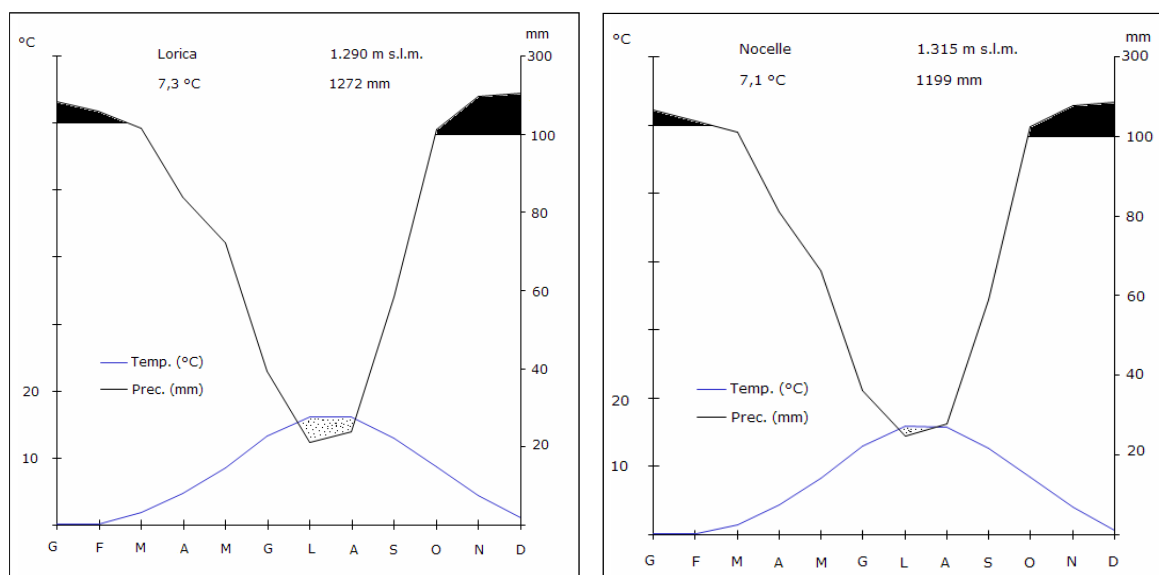 °C
mm
Lorica 1.290 m s.l.m.
7,3 °C 1272 mm
300
100
80
60
40
20
20
10
Temp. (°C)
Prec. (mm)
G F M A M G L A S O N D
°C
mm
Nocelle 1.315 m s.l.m.
7,1 °C 1199 mm
300
100
80
60
40
20
20
10
Temp. (°C)
Prec. (mm)
G F M A M G L A S O N D